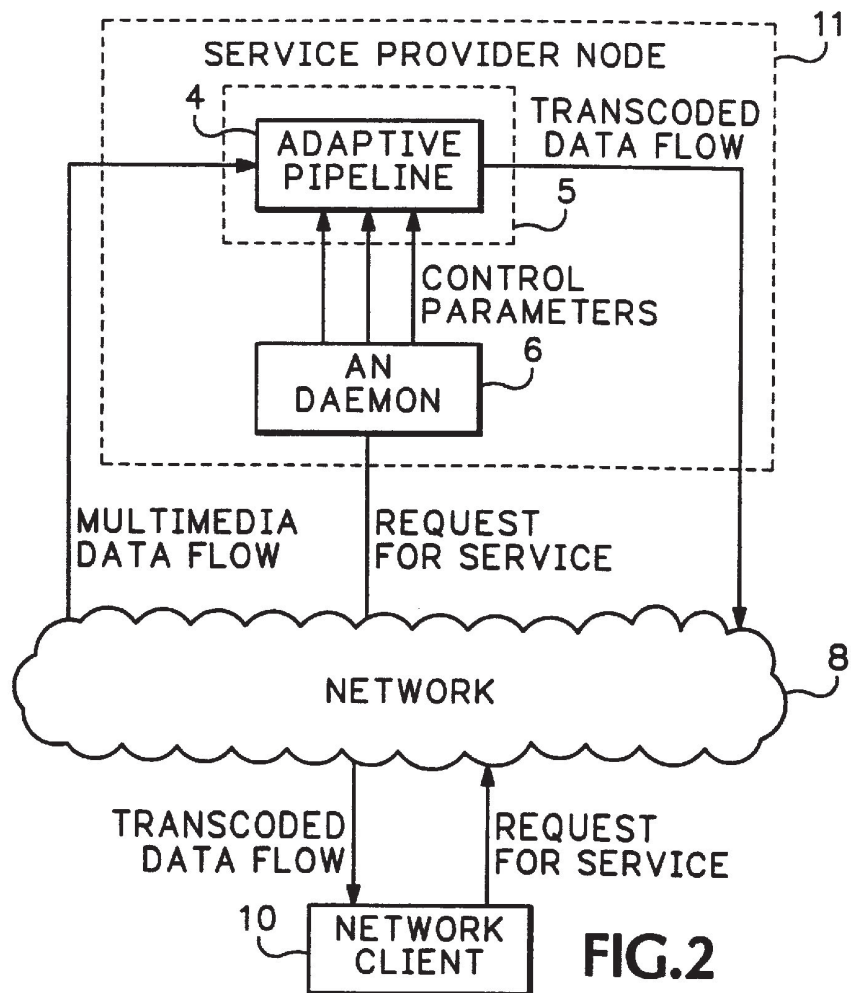 11
SERVICE PROVIDER NODE
4
ADAPTIVE
PIPELINE
TRANSCODED
DATA FLOW
5
CONTROL
PARAMETERS
6
AN
DAEMON
MULTIMEDIA
DATA FLOW
REQUEST
FOR SERVICE
8
NETWORK
TRANSCODED
DATA FLOW
REQUEST
FOR SERVICE
10
NETWORK
CLIENT
FIG.2